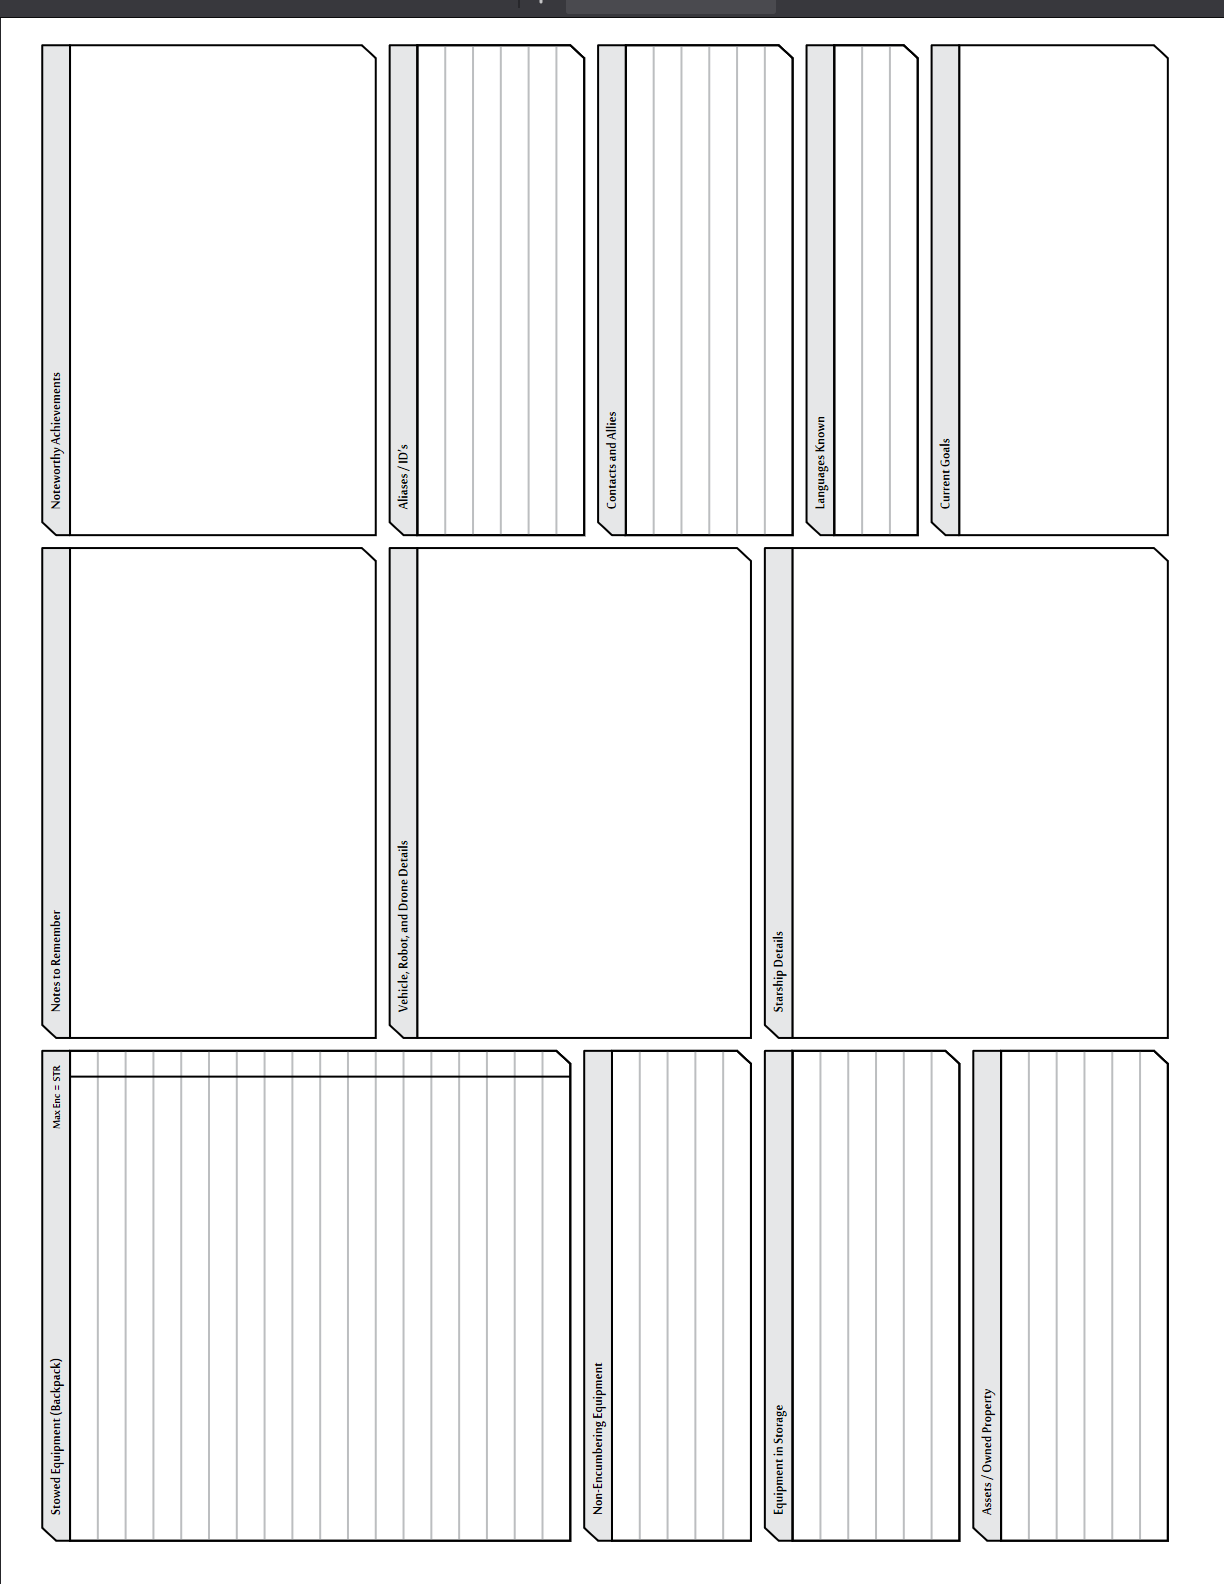 Stowed Equipment (Backpack)
Max Enc = STR
Non-Encumbering Equipment
Equipment in Storage
Assets / Owned Property
Notes to Remember
Vehicle, Robot, and Drone Details
Starship Details
Noteworthy Achievements
Aliases / ID's
Contacts and Allies
Languages Known
Current Goals